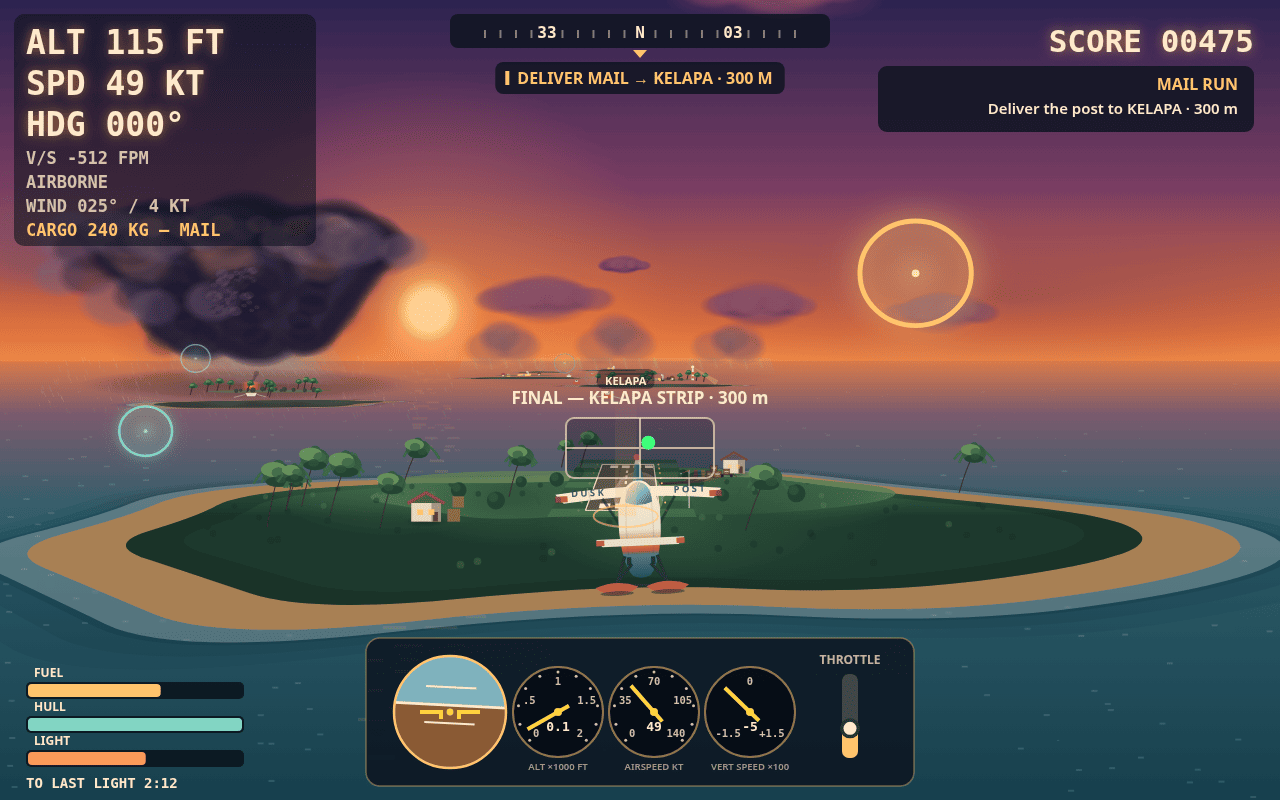 ALT 115 FT
SPD 49 KT
HDG 000°
V/S -512 FPM
AIRBORNE
WIND 025° / 4 KT
CARGO 240 KG — MAIL
33 N 03
DELIVER MAIL → KELAPA · 300 M
SCORE 00475
MAIL RUN
Deliver the post to KELAPA · 300 m
KELAPA
FINAL — KELAPA STRIP · 300 m
DUSK POST
FUEL
HULL
LIGHT
TO LAST LIGHT 2:12
0 .5 1 1.5 2
0.1
ALT ×1000 FT
0 35 70 105 140
49
AIRSPEED KT
-1.5 0 +1.5
-5
VERT SPEED ×100
THROTTLE